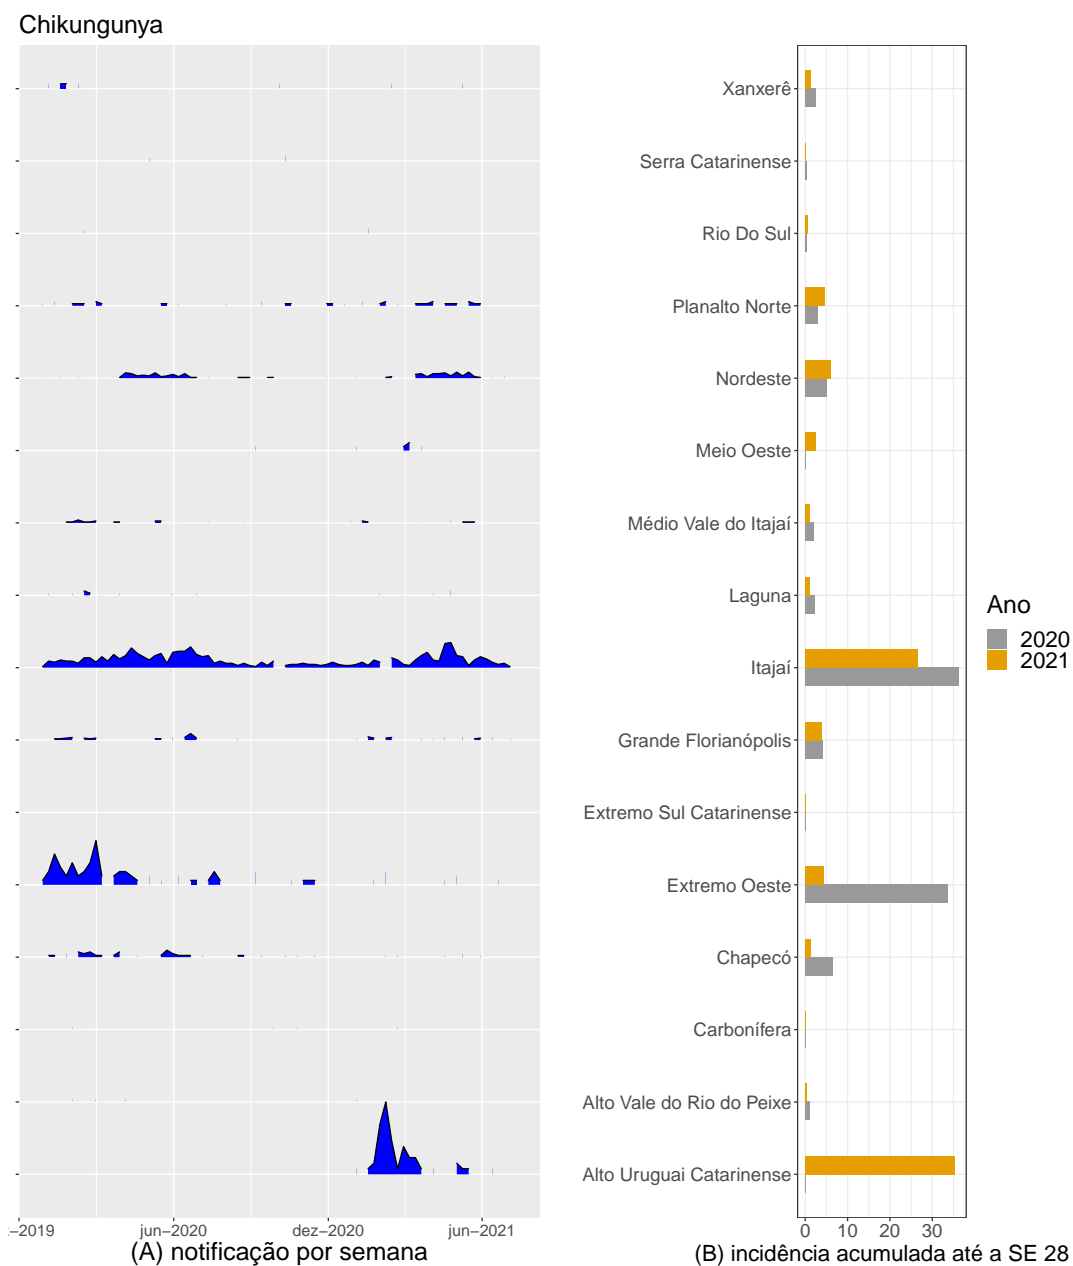 Chikungunya
Xanxerê
Serra Catarinense
Rio Do Sul
Planalto Norte
Nordeste
Meio Oeste
Médio Vale do Itajaí
Laguna
Itajaí
Grande Florianópolis
Extremo Sul Catarinense
Extremo Oeste
Chapecó
Carbonífera
Alto Vale do Rio do Peixe
Alto Uruguai Catarinense
Ano
2020
2021
–2019 jun–2020 dez–2020 jun–2021
0 10 20 30
(A) notificação por semana
(B) incidência acumulada até a SE 28